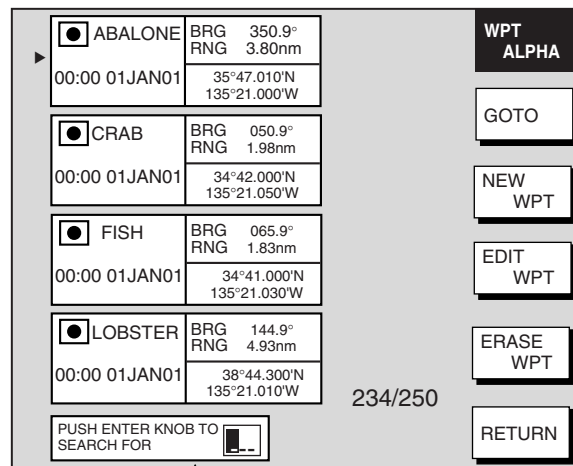 ABALONE
BRG 350.9°
RNG 3.80nm
00:00 01JAN01
35°47.010'N
135°21.000'W
CRAB
BRG 050.9°
RNG 1.98nm
00:00 01JAN01
34°42.000'N
135°21.050'W
FISH
BRG 065.9°
RNG 1.83nm
00:00 01JAN01
34°41.000'N
135°21.030'W
LOBSTER
BRG 144.9°
RNG 4.93nm
00:00 01JAN01
38°44.300'N
135°21.010'W
PUSH ENTER KNOB TO
SEARCH FOR
234/250
WPT
ALPHA
GOTO
NEW
WPT
EDIT
WPT
ERASE
WPT
RETURN